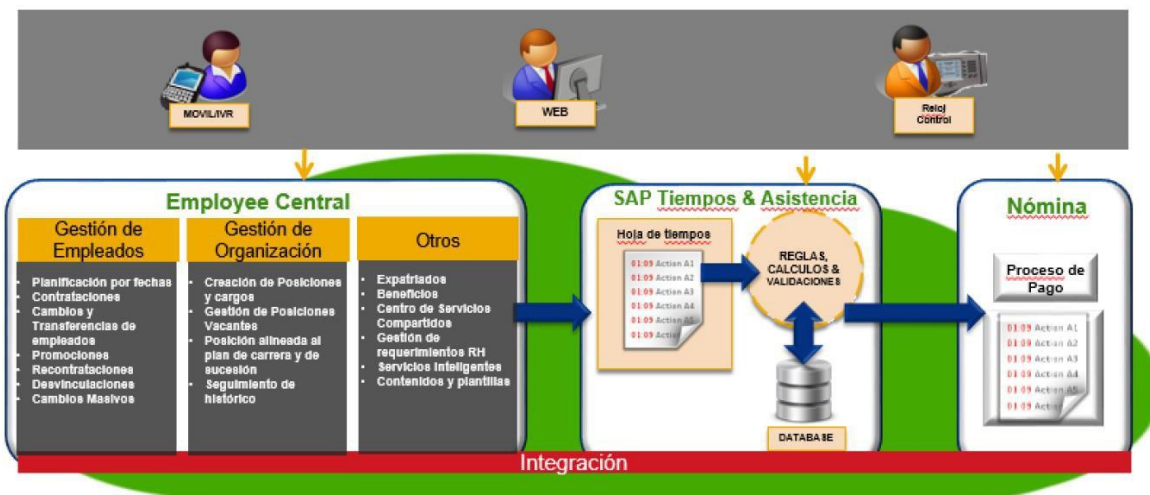 MOVIL/IVR
WEB
Reloj
Control
Employee Central
Gestión de
Empleados
Planificación por fechas
Contrataciones
Cambios y
Transferencias de
empleados
Promociones
Recontrataciones
Desvinculaciones
Cambios Masivos
Gestión de
Organización
Creación de Posiciones
y cargos
Gestión de Posiciones
Vacantes
Posición alineada al
plan de carrera y de
sucesión
Seguimiento de
histórico
Otros
Expatriados
Beneficios
Centro de Servicios
Compartidos
Gestión de
requerimientos RH
Servicios Inteligentes
Contenidos y plantillas
SAP Tiempos & Asistencia
Hoja de tiempos
01:09 Action A1
01:09 Action A2
01:09 Action A3
01:09 Action A4
01:09 Action A5
01:09 Action
REGLAS,
CALCULOS &
VALIDACIONES
DATABASE
Nómina
Proceso de
Pago
01:09 Action A1
01:09 Action A2
01:09 Action A3
01:09 Action A4
01:09 Action A5
01:09 Action
Integración